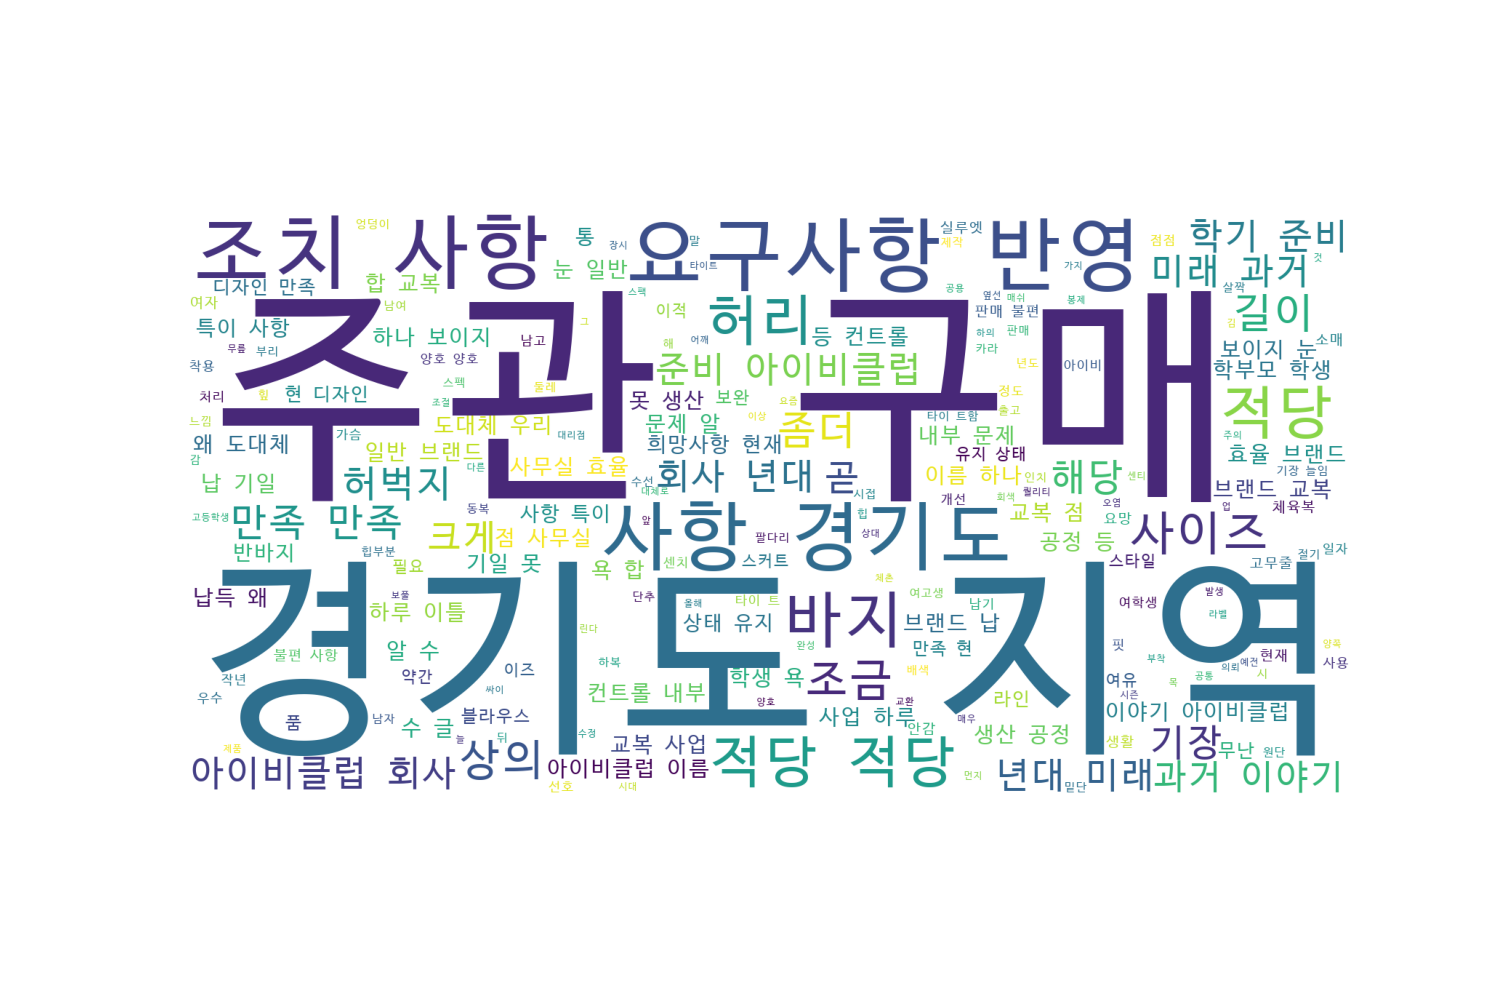 조치 사항
요구사항 반영
학기 준비
미래 과거
엉덩이
통
장시
말
타이트
실루엣
제작
가지
점점
것
디자인 만족
합 교복
눈 일반
여자
남여
스팩
이적
허리
등 컨트롤
공용
옆선
매쉬
봉제
살짝
길이
특이 사항
하나 보이지
남고
그
해
어깨
판매 불편
하의
판매
카라
김
보이지 눈
소매
주관 구매
무릎
부리
양호 양호
착용
처리
힢
현 디자인
스펙
둘레
조절
준비 아이비클럽
년도
아이비
학부모 학생
적당
못 생산
보완
요즘
정도
출고
느낌
왜 도대체
가슴
도대체 우리
대리점
문제 알
이상
좀더
타이 트함
내부 문제
주의
감
일반 브랜드
다른
사무실 효율
희망사항 현재
유지 상태
효율 브랜드
납 기일
허벅지
수선
대체로
회사 년대 곧
이름 하나
인치
해당
센티
기장 늘임
브랜드 교복
시접
개선
회색
퀄리티
오염
업
체육복
고등학생
만족 만족
동복
사항 특이
앞
힙
교복 점
요망
크게
점 사무실
사항 경기도
팔다리
상대
공정 등
사이즈
일자
절기
반바지
힙부분
기일 못
욕 합
센치
스커트
스타일
고무줄
필요
경기도 지역
납득 왜
보풀
하루 이틀
단추
올해
타이 트
바지
체촌
여고생
남기
여학생
발생
라벨
린다
상태 유지
브랜드 납
양쪽
불편 사항
알 수
하복
완성
만족 현
핏
부착
의뢰
예전
현재
사용
작년
약간
이즈
컨트롤 내부
학생 욕
조금
배색
라인
여유
공통
시
우수
품
남자
싸이
블라우스
양호
교환
시즌
목
수 글
뒤
늘
수정
사업 하루
안감
매우
이야기 아이비클럽
제품
교복 사업
생산 공정
생활
기장
무난
원단
아이비클럽 회사
상의
아이비클럽 이름
적당 적당
먼지
년대 미래
밑단
과거 이야기
선호
시대